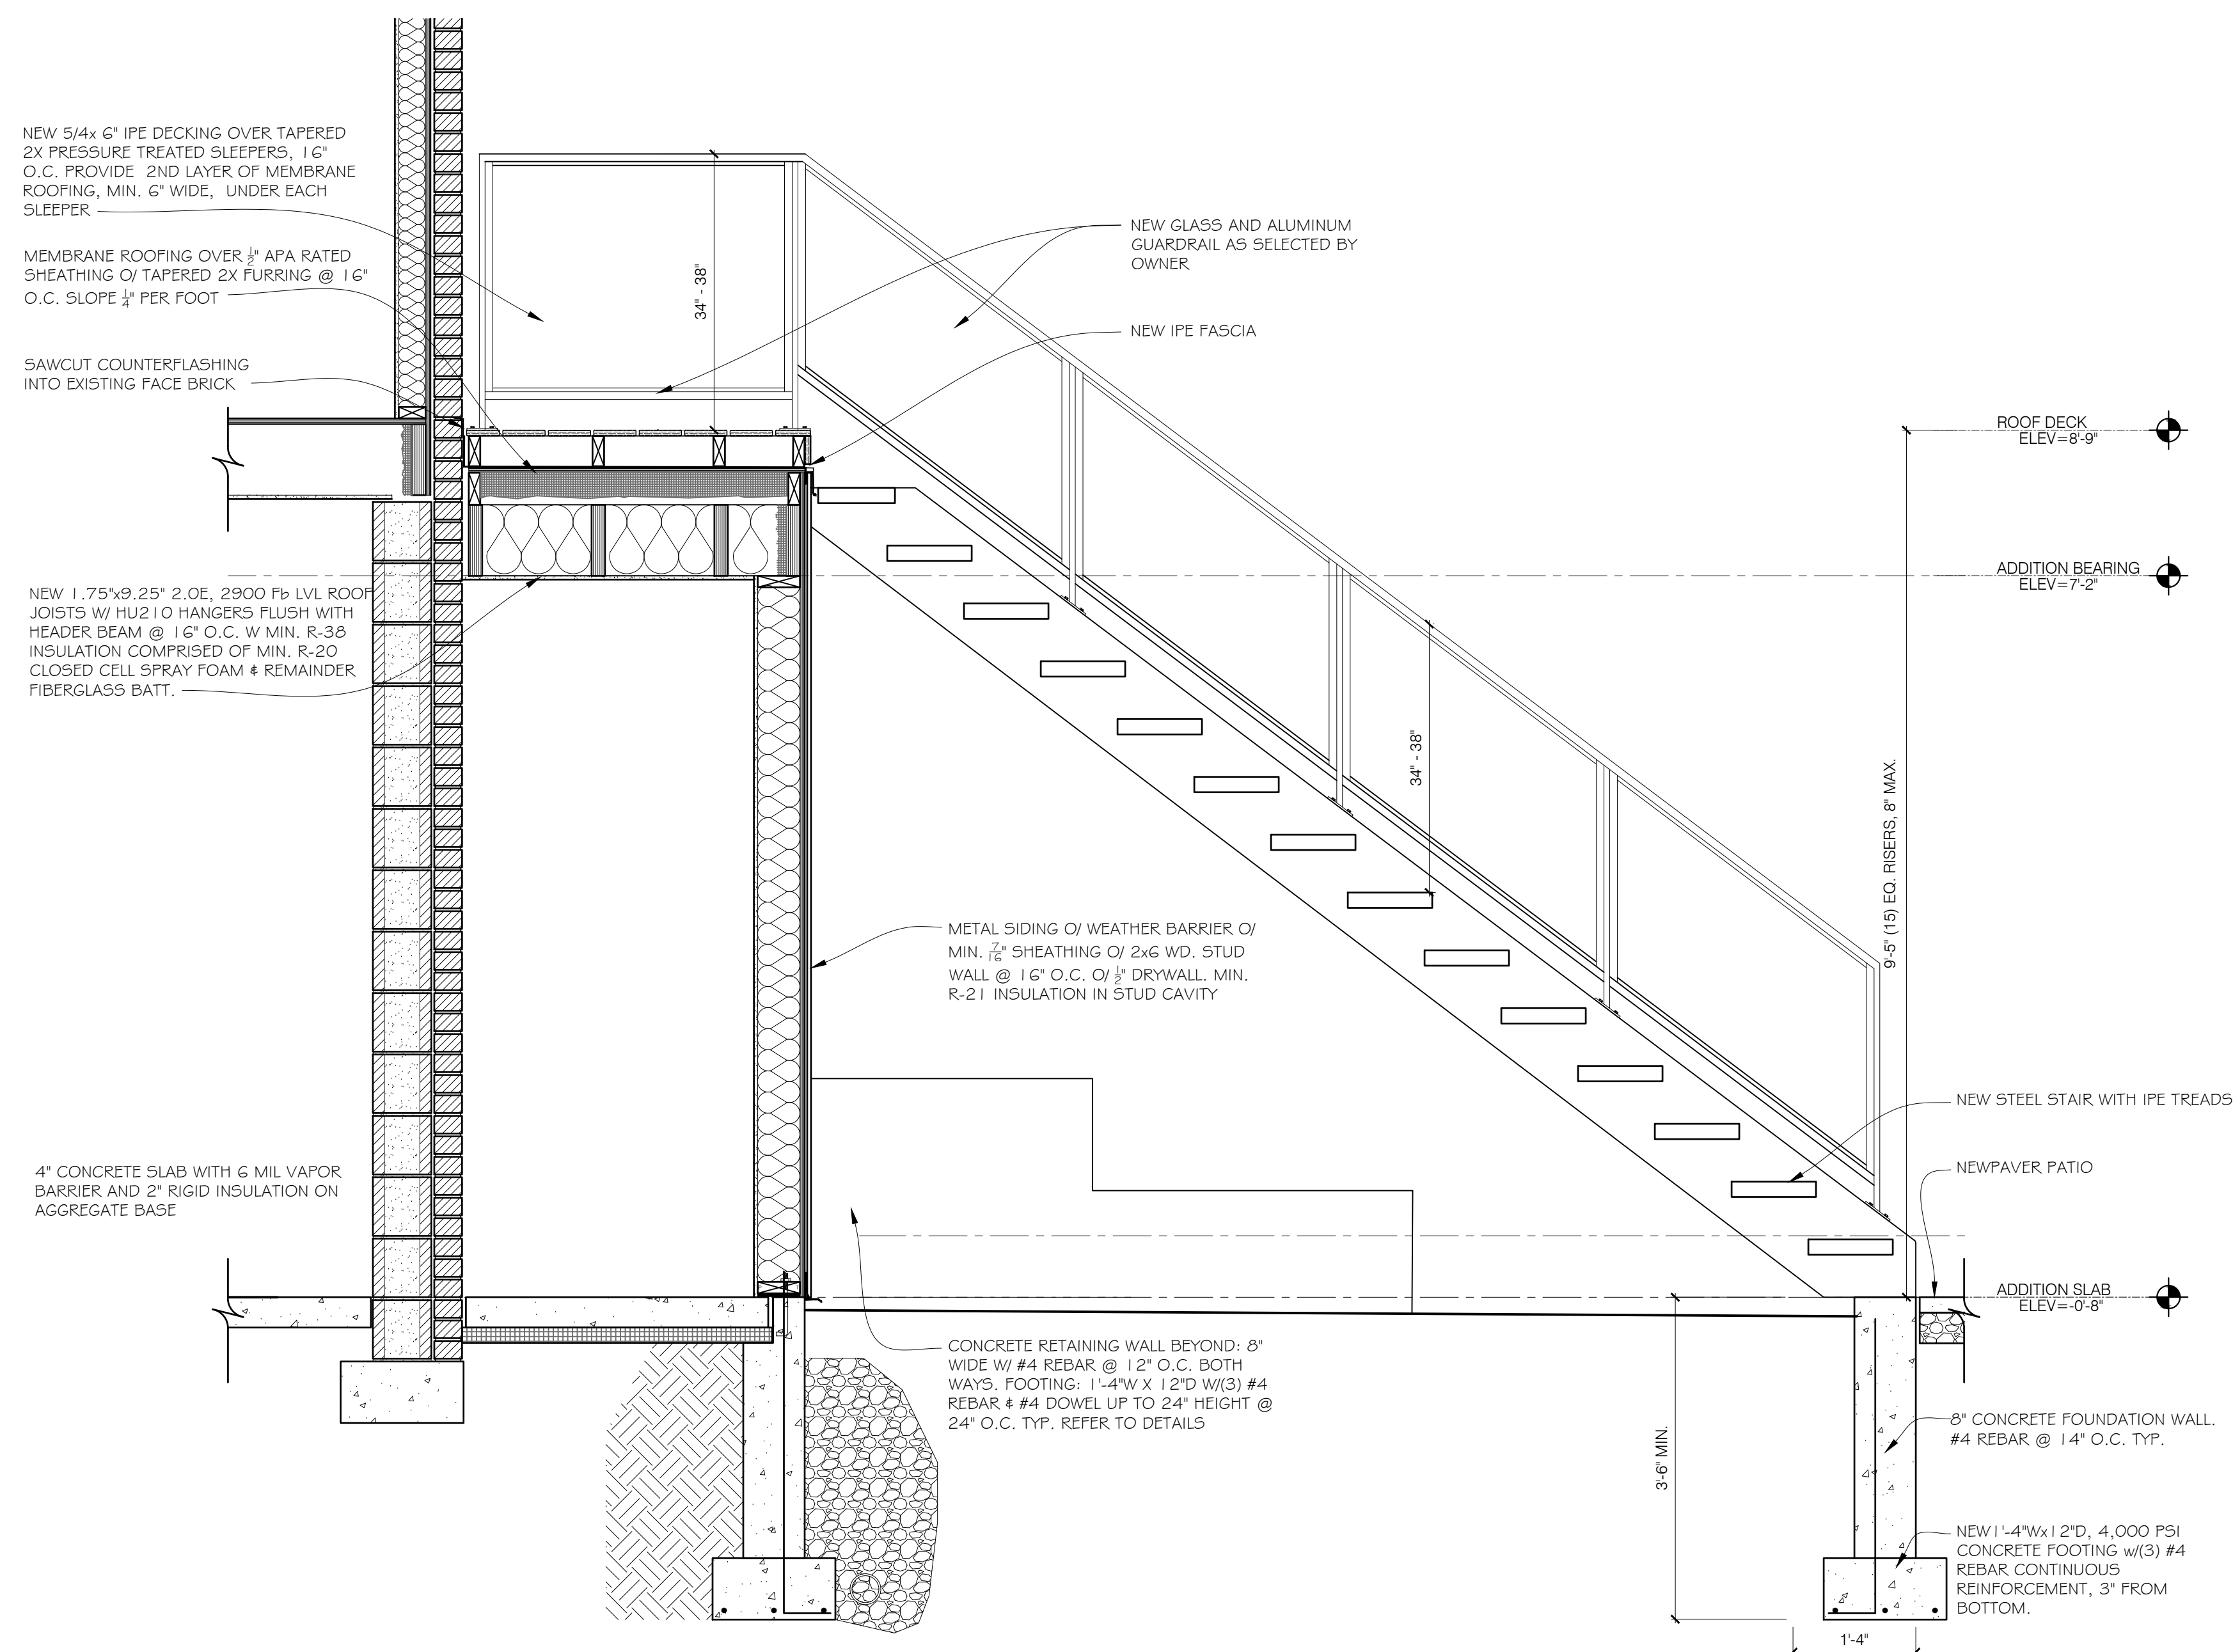 NEW 5/4x 6" IPE DECKING OVER TAPERED
2X PRESSURE TREATED SLEEPERS, 16"
O.C. PROVIDE 2ND LAYER OF MEMBRANE
ROOFING, MIN. 6" WIDE, UNDER EACH
SLEEPER
MEMBRANE ROOFING OVER 1/2" APA RATED
SHEATHING O/ TAPERED 2X FURRING @ 16"
O.C. SLOPE 1/4" PER FOOT
SAWCUT COUNTERFLASHING
INTO EXISTING FACE BRICK
NEW 1.75"x9.25" 2.0E, 2900 Fb LVL ROOF
JOISTS W/ HU210 HANGERS FLUSH WITH
HEADER BEAM @ 16" O.C. W MIN. R-38
INSULATION COMPRISED OF MIN. R-20
CLOSED CELL SPRAY FOAM & REMAINDER
FIBERGLASS BATT.
4" CONCRETE SLAB WITH 6 MIL VAPOR
BARRIER AND 2" RIGID INSULATION ON
AGGREGATE BASE
34" - 38"
NEW GLASS AND ALUMINUM
GUARDRAIL AS SELECTED BY
OWNER
NEW IPE FASCIA
34" - 38"
METAL SIDING O/ WEATHER BARRIER O/
MIN. 7/16" SHEATHING O/ 2x6 WD. STUD
WALL @ 16" O.C. O/ 1/2" DRYWALL. MIN.
R-21 INSULATION IN STUD CAVITY
CONCRETE RETAINING WALL BEYOND: 8"
WIDE W/ #4 REBAR @ 12" O.C. BOTH
WAYS. FOOTING: 1'-4"W X 12"D W/(3) #4
REBAR & #4 DOWEL UP TO 24" HEIGHT @
24" O.C. TYP. REFER TO DETAILS
ROOF DECK
ELEV=8'-9"
ADDITION BEARING
ELEV=7'-2"
9'-5" (15) EQ. RISERS, 8" MAX.
NEW STEEL STAIR WITH IPE TREADS
NEWPAVER PATIO
ADDITION SLAB
ELEV=-0'-8"
3'-6" MIN.
8" CONCRETE FOUNDATION WALL.
#4 REBAR @ 14" O.C. TYP.
NEW1'-4"Wx12"D, 4,000 PSI
CONCRETE FOOTING w/(3) #4
REBAR CONTINUOUS
REINFORCEMENT, 3" FROM
BOTTOM.
1'-4"